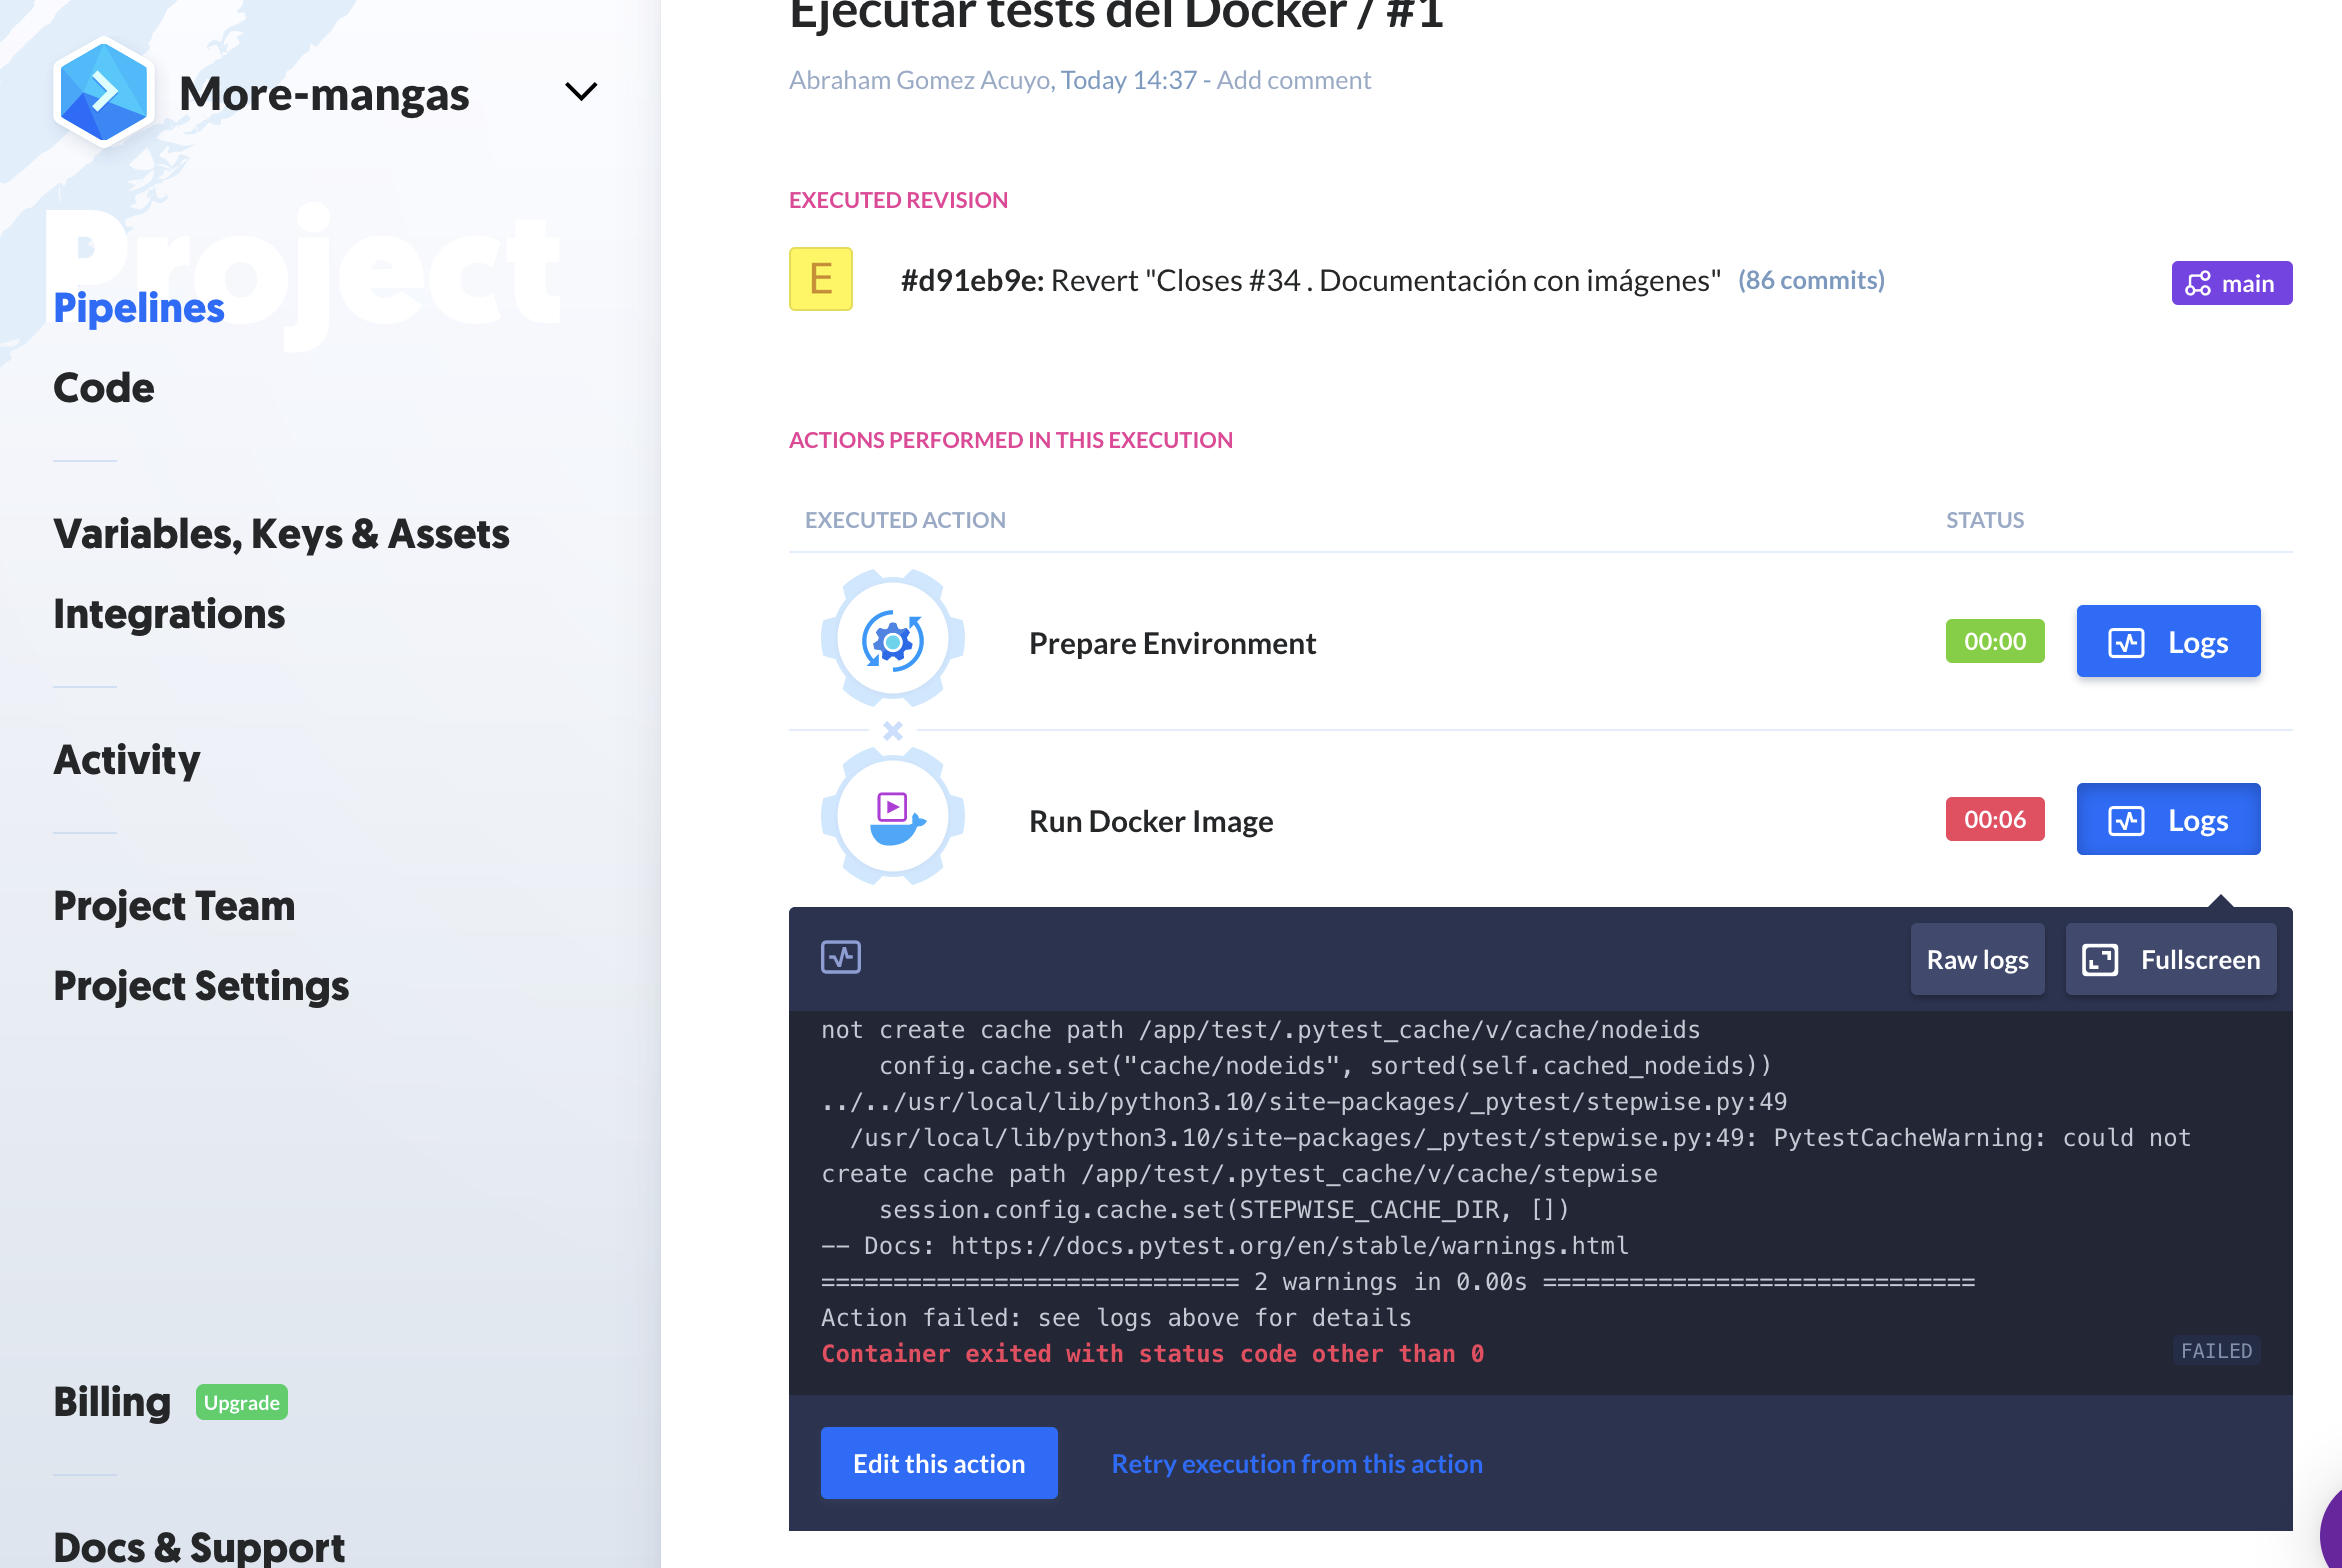 More-mangas
Project
Pipelines
Code
Variables, Keys & Assets
Integrations
Activity
Project Team
Project Settings
Billing Upgrade
Docs & Support
Ejecutar tests del Docker / #1
Abraham Gomez Acuyo, Today 14:37 - Add comment
EXECUTED REVISION
E #d91eb9e: Revert "Closes #34 . Documentación con imágenes" (86 commits) main
ACTIONS PERFORMED IN THIS EXECUTION
EXECUTED ACTION STATUS
Prepare Environment 00:00 Logs
Run Docker Image 00:06 Logs
Raw logs Fullscreen
not create cache path /app/test/.pytest_cache/v/cache/nodeids
config.cache.set("cache/nodeids", sorted(self.cached_nodeids))
../../usr/local/lib/python3.10/site-packages/_pytest/stepwise.py:49
/usr/local/lib/python3.10/site-packages/_pytest/stepwise.py:49: PytestCacheWarning: could not
create cache path /app/test/.pytest_cache/v/cache/stepwise
session.config.cache.set(STEPWISE_CACHE_DIR, [])
-- Docs: https://docs.pytest.org/en/stable/warnings.html
============================= 2 warnings in 0.00s ==============================
Action failed: see logs above for details
Container exited with status code other than 0 FAILED
Edit this action Retry execution from this action